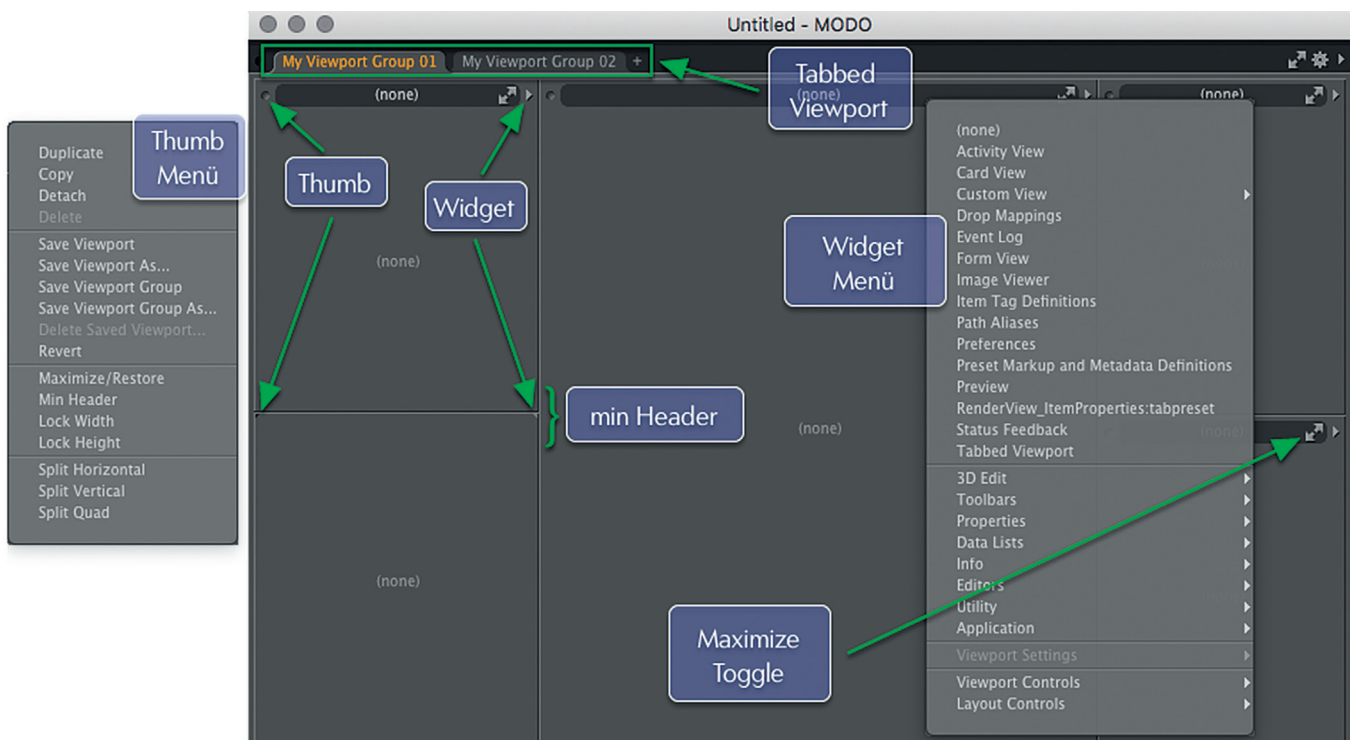 Untitled - MODO
My Viewport Group 01
My Viewport Group 02
+
Tabbed
Viewport
(none)
(none)
(none)
Thumb
Menü
Duplicate
Copy
Detach
Delete
Save Viewport
Save Viewport As...
Save Viewport Group
Save Viewport Group As...
Delete Saved Viewport...
Revert
Maximize/Restore
Min Header
Lock Width
Lock Height
Split Horizontal
Split Vertical
Split Quad
Thumb
Widget
(none)
min Header
(none)
(none)
Widget
Menü
(none)
Activity View
Card View
Custom View
Drop Mappings
Event Log
Form View
Image Viewer
Item Tag Definitions
Path Aliases
Preferences
Preset Markup and Metadata Definitions
Preview
RenderView_ItemProperties:tabpreset
Status Feedback
(none)
Tabbed Viewport
3D Edit
Toolbars
Properties
Data Lists
Info
Editors
Utility
Application
Viewport Settings
Viewport Controls
Layout Controls
Maximize
Toggle